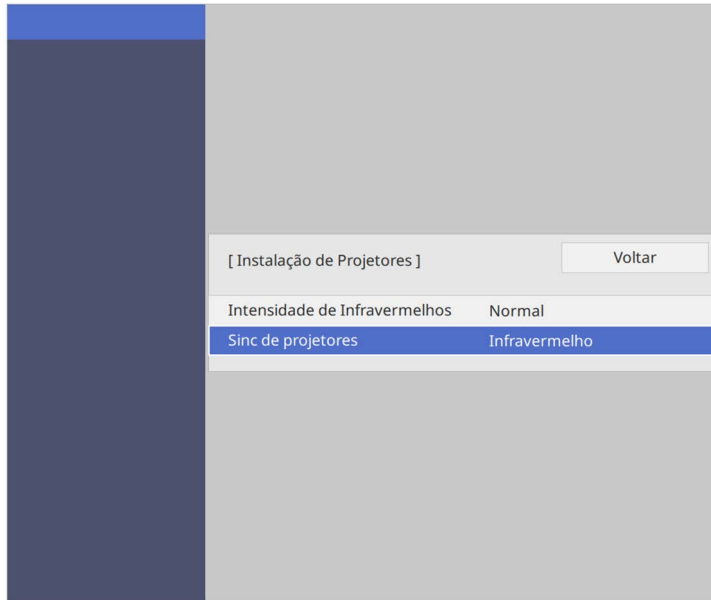 [ Instalação de Projetores ] Voltar
Intensidade de Infravermelhos Normal
Sinc de projetores Infravermelho